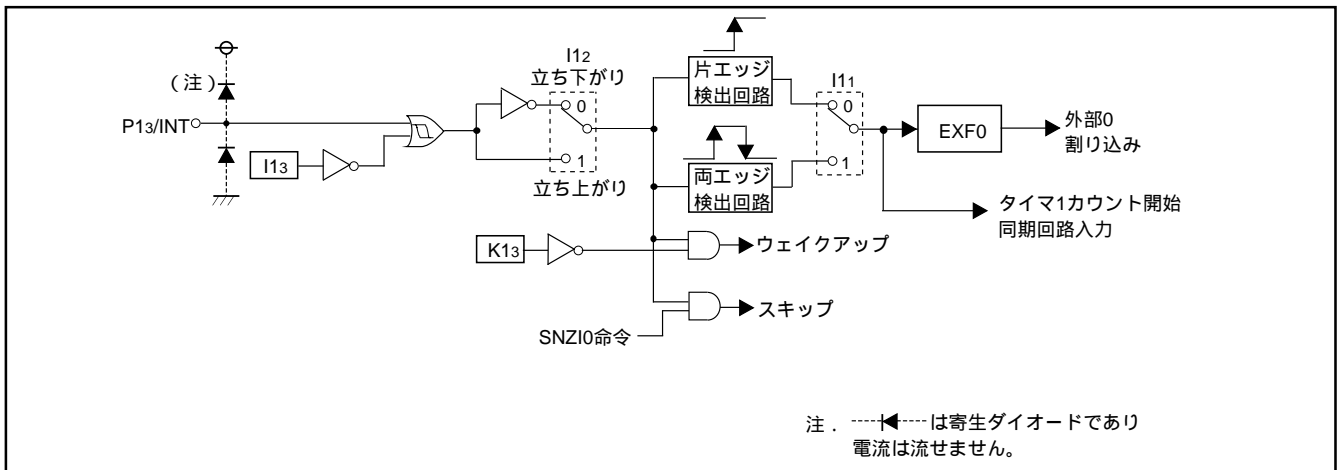 I12
立ち下がり
0
1
立ち上がり
(注)
P13/INT
I13
片エッジ
検出回路
両エッジ
検出回路
I11
0
1
EXF0
外部0
割り込み
タイマ1カウント開始
同期回路入力
K13
ウェイクアップ
スキップ
SNZI0命令
注. は寄生ダイオードであり
電流は流せません。